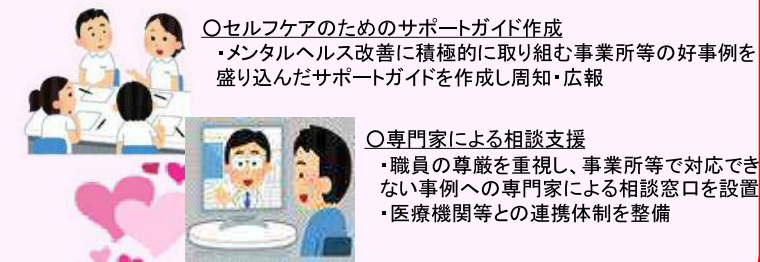 〇セルフケアのためのサポートガイド作成
・メンタルヘルス改善に積極的に取り組む事業所等の好事例を
盛り込んだサポートガイドを作成し周知・広報
〇専門家による相談支援
・職員の尊厳を重視し、事業所等で対応でき
ない事例への専門家による相談窓口を設置
・医療機関等との連携体制を整備